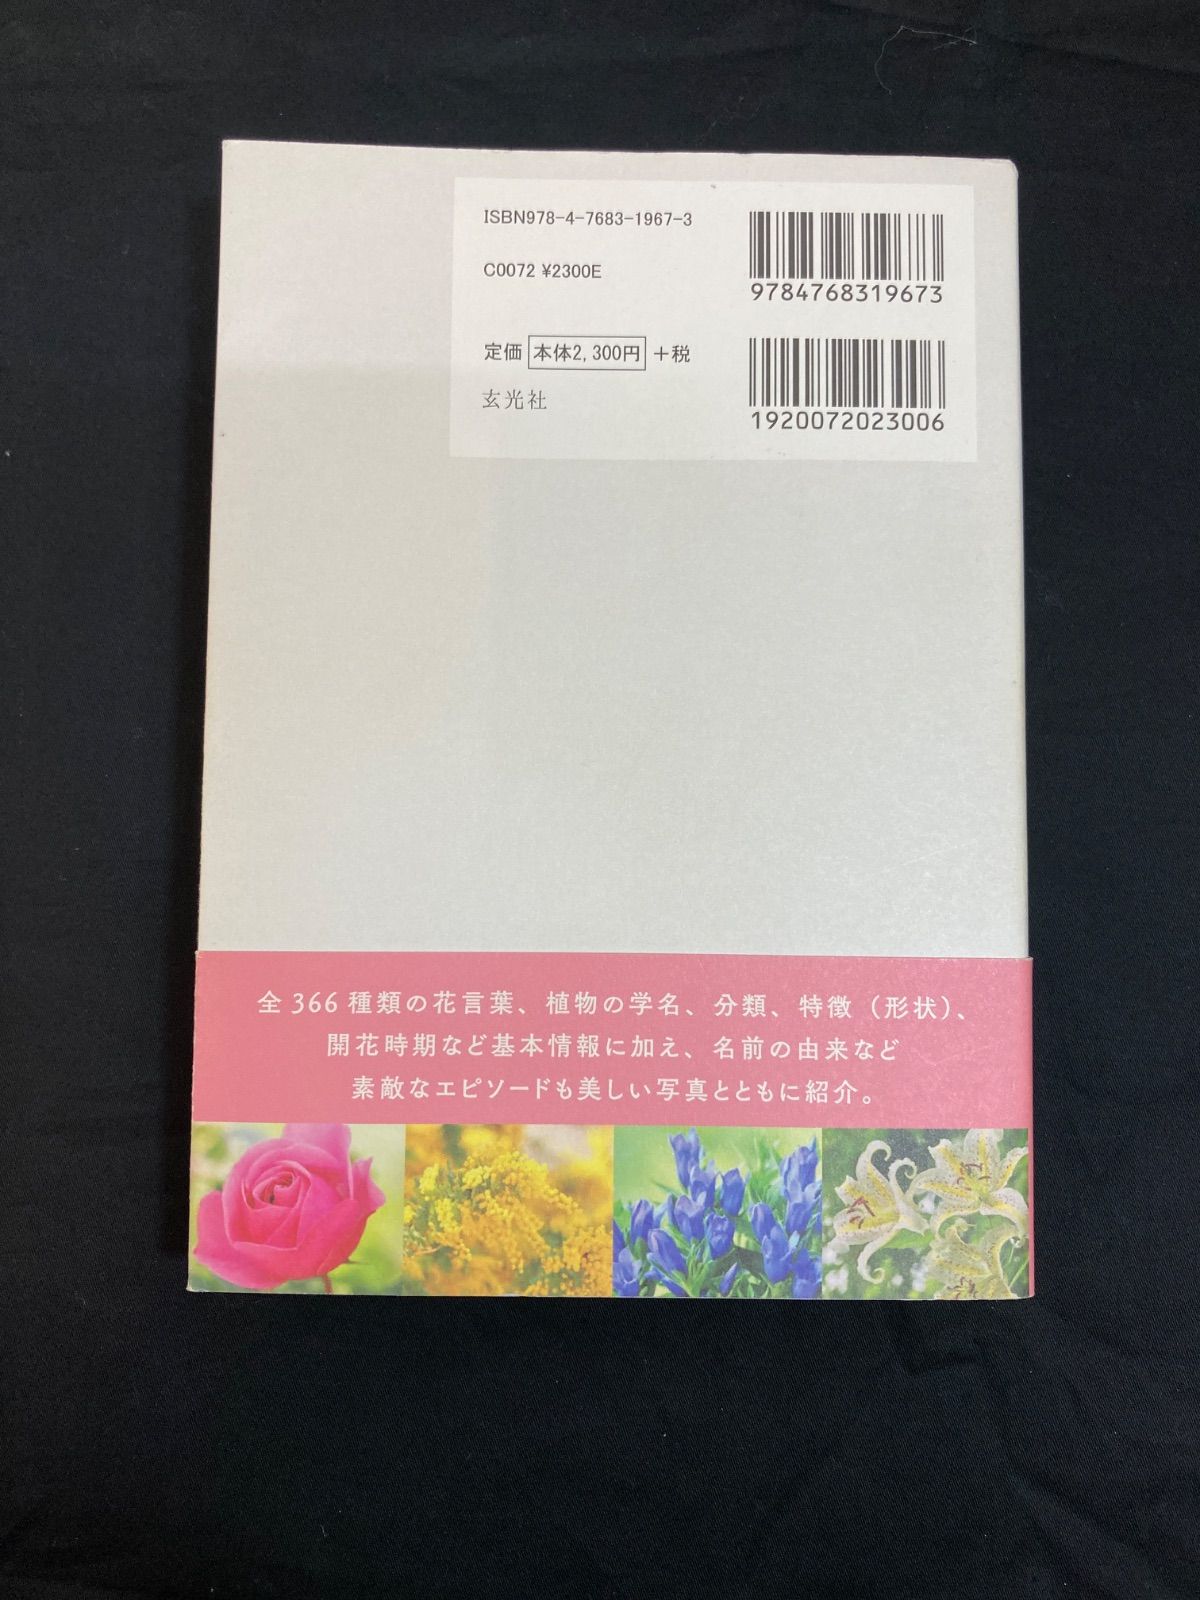 ISBN978-4-7683-1967-3
C0072 ¥2300E
9784768319673
定価 本体2,300円 +税
玄光社
1920072023006
全366種類の花言葉、植物の学名、分類、特徴（形状）、
開花時期など基本情報に加え、名前の由来など
素敵なエピソードも美しい写真とともに紹介。